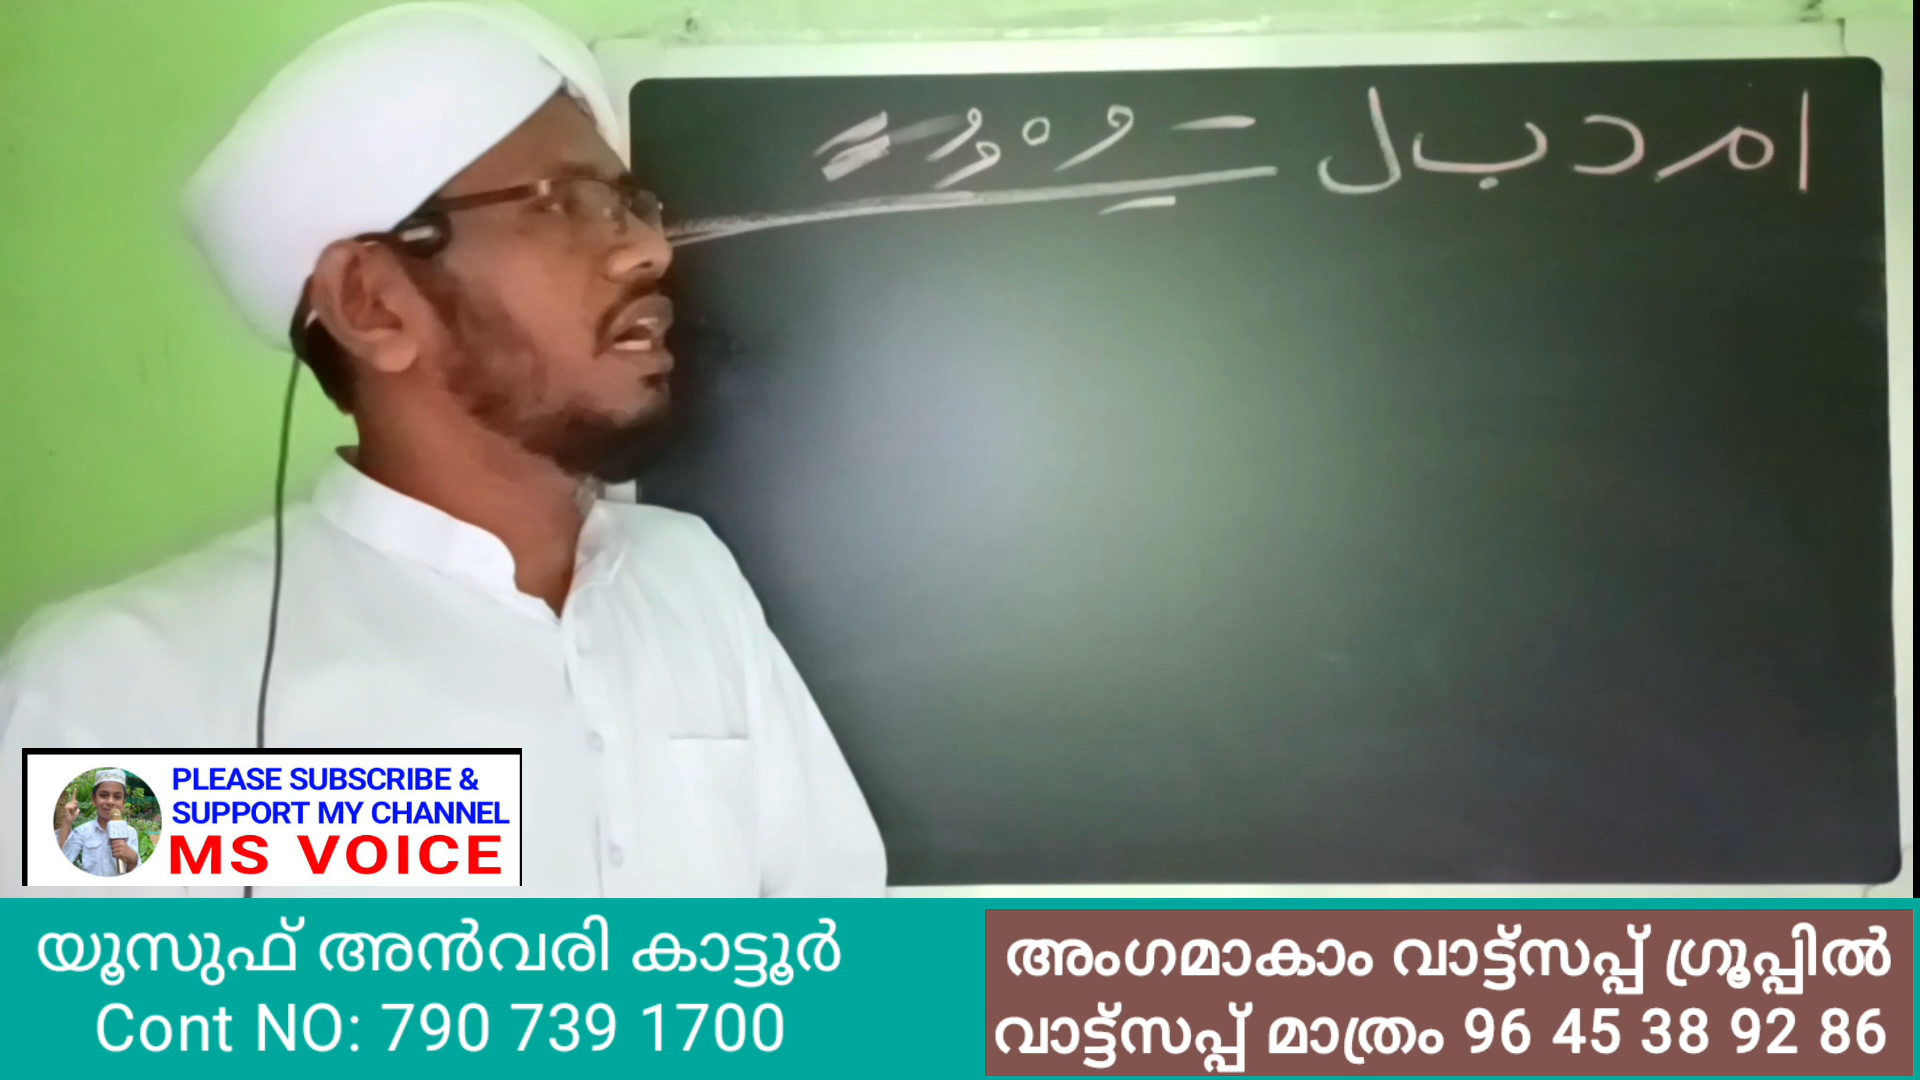 ا م ر د ب ل
PLEASE SUBSCRIBE &
SUPPORT MY CHANNEL
MS VOICE
യൂസുഫ് അൻവരി കാട്ടൂർ
Cont NO: 790 739 1700
അംഗമാകാം വാട്ട്സപ്പ് ഗ്രൂപ്പിൽ
വാട്ട്സപ്പ് മാത്രം 96 45 38 92 86